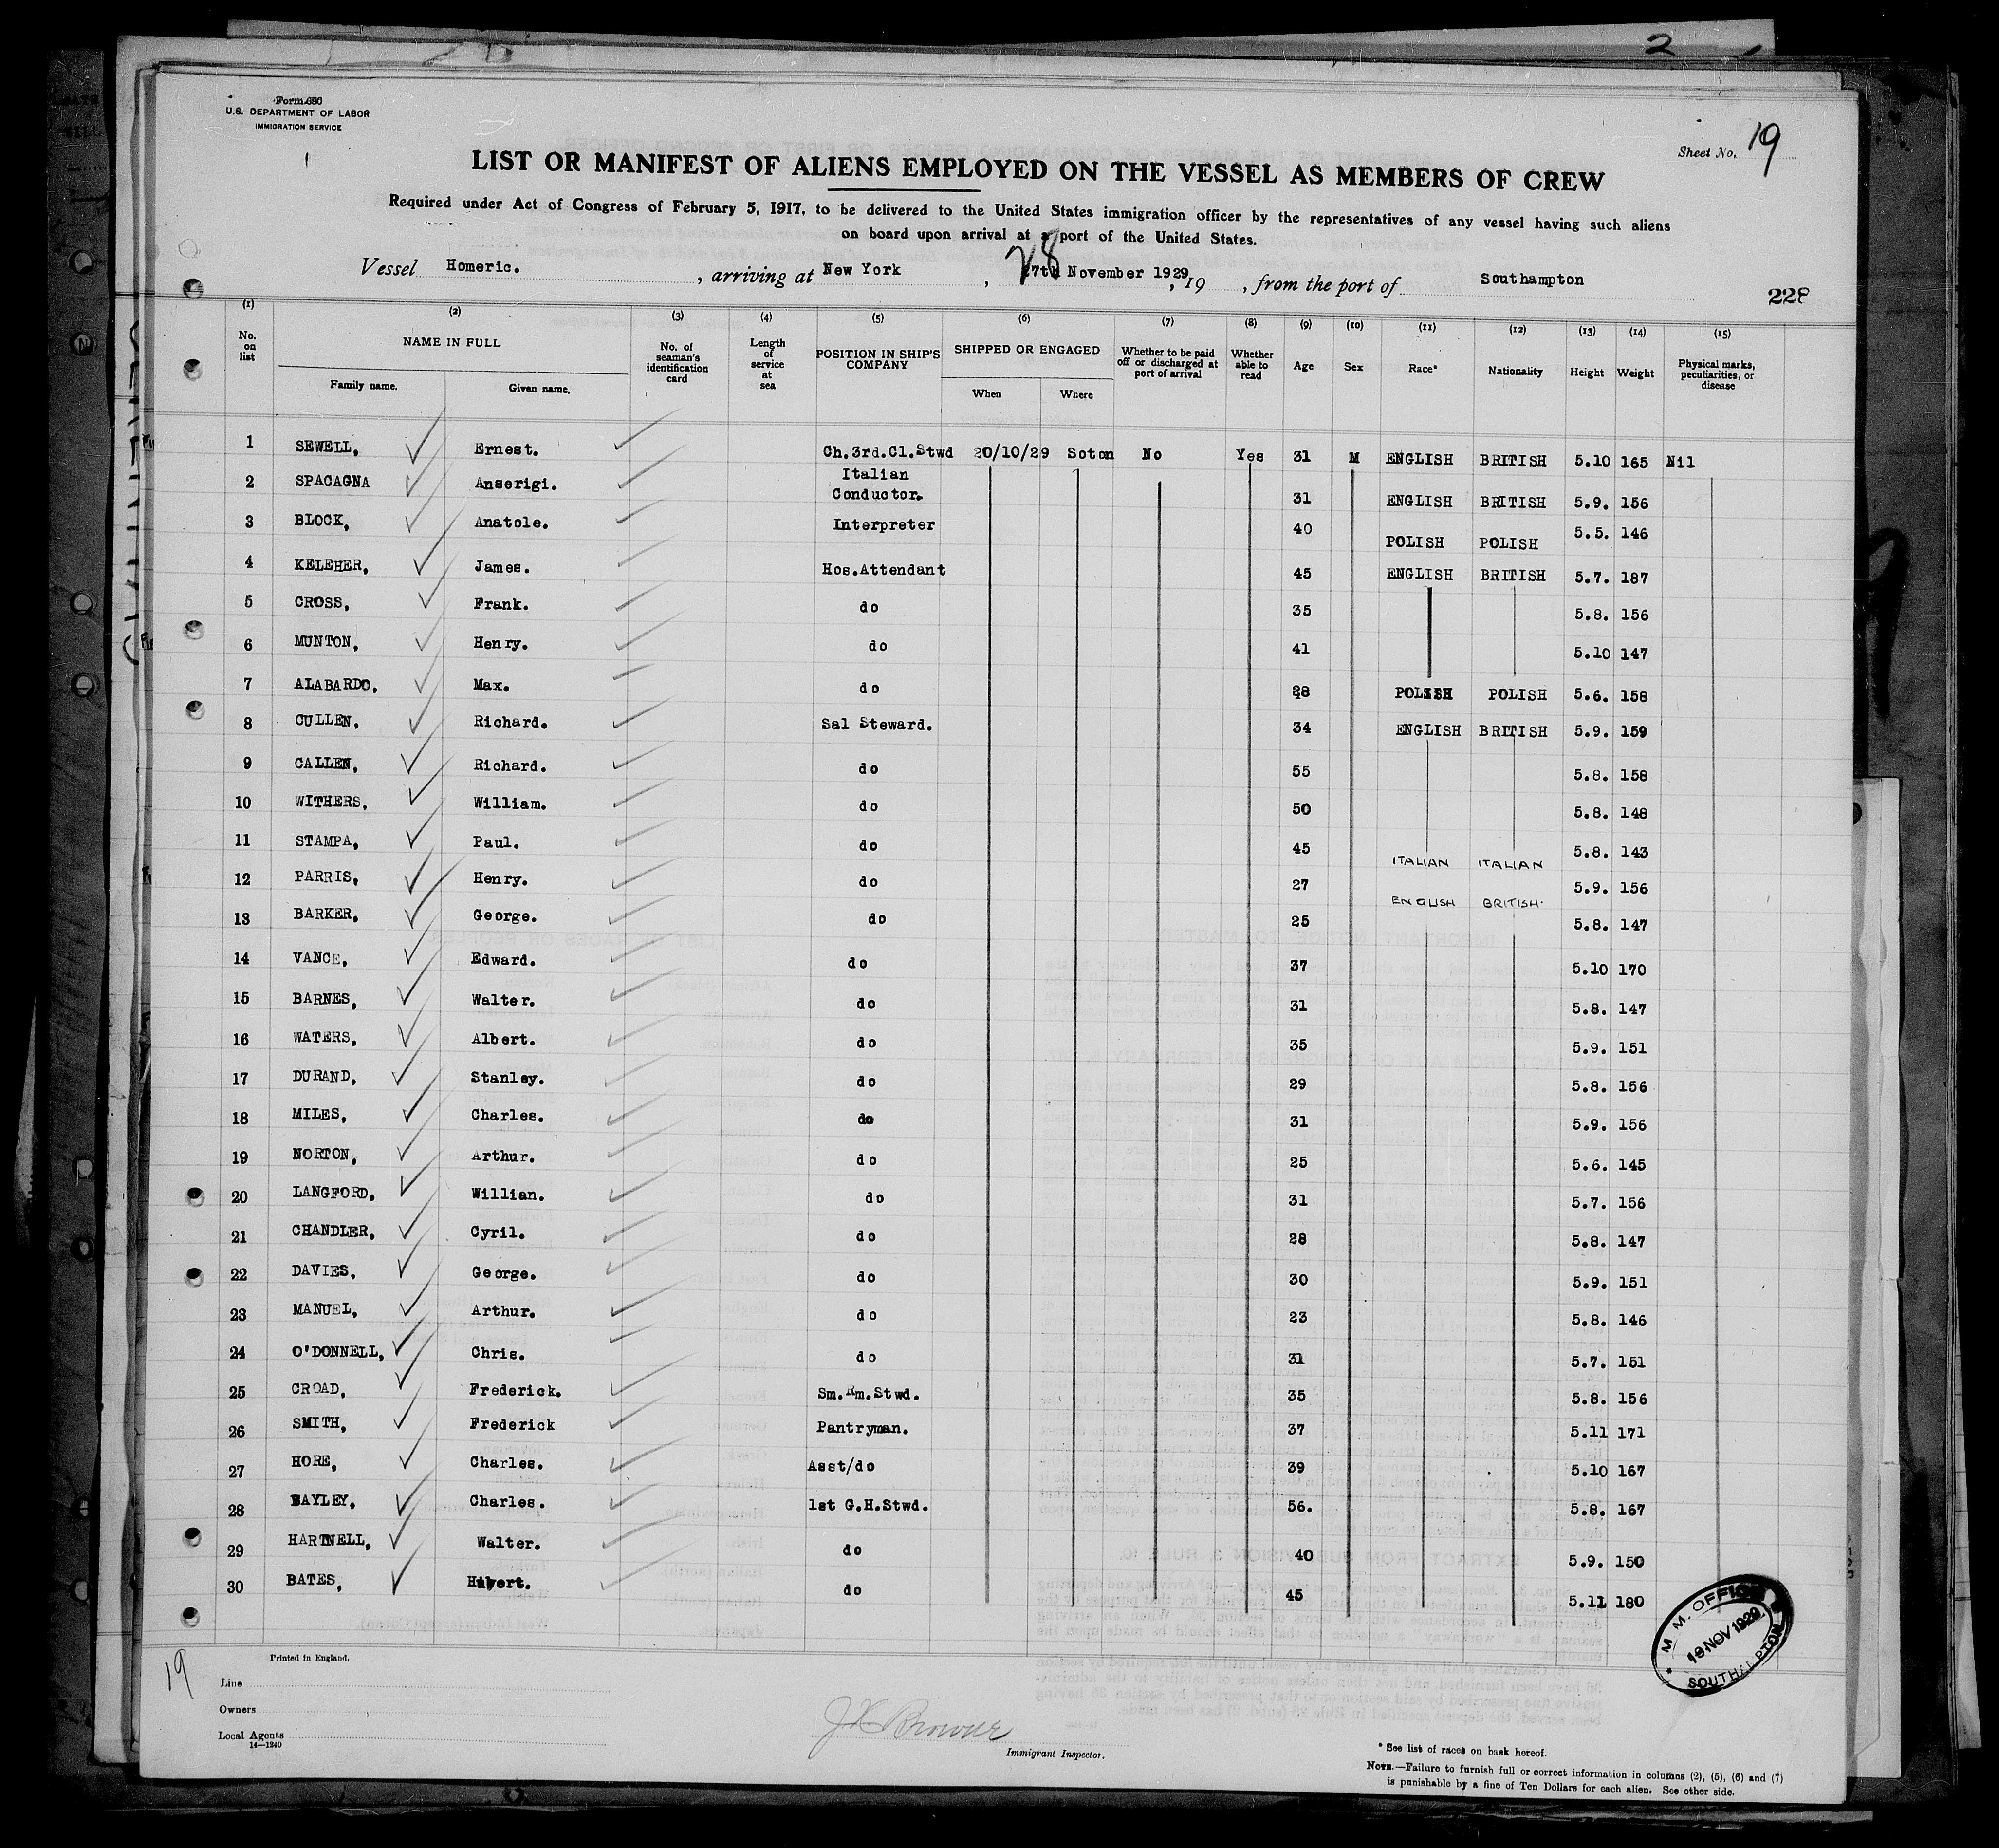 Form 680
U.S. DEPARTMENT OF LABOR
IMMIGRATION SERVICE
Sheet No. 19
LIST OR MANIFEST OF ALIENS EMPLOYED ON THE VESSEL AS MEMBERS OF CREW
Required under Act of Congress of February 5, 1917, to be delivered to the United States immigration officer by the representatives of any vessel having such aliens
on board upon arrival at a port of the United States.
Vessel Homeric. , arriving at New York , 28 November 1929, 19 , from the port of Southampton
228
(1) (2) (3) (4) (5) (6) (7) (8) (9) (10) (11) (12) (13) (14) (15)
No. on list NAME IN FULL Family name. Given name. No. of seaman's identification card Length of service at sea POSITION IN SHIP'S COMPANY SHIPPED OR ENGAGED When Where Whether to be paid off or discharged at port of arrival Whether able to read Age Sex Race* Nationality Height Weight Physical marks, peculiarities, or disease
1 SEWELL, Ernest. Ch.3rd.Cl.Stwd 20/10/29 Soton No Yes 31 M ENGLISH BRITISH 5.10 165 Nil
2 SPACAGNA Anserigi. Italian Conductor. 31 ENGLISH BRITISH 5.9. 156
3 BLOCK, Anatole. Interpreter 40 POLISH POLISH 5.5. 146
4 KELEHER, James. Hos.Attendant 45 ENGLISH BRITISH 5.7. 187
5 CROSS, Frank. do 35 5.8. 156
6 MUNTON, Henry. do 41 5.10 147
7 ALABARDO, Max. do 28 POLISH POLISH 5.6. 158
8 CULLEN, Richard. Sal Steward. 34 ENGLISH BRITISH 5.9. 159
9 CALLEN, Richard. do 55 5.8. 158
10 WITHERS, William. do 50 5.8. 148
11 STAMPA, Paul. do 45 ITALIAN ITALIAN 5.8. 143
12 PARRIS, Henry. do 27 ENGLISH BRITISH. 5.9. 156
13 BARKER, George. do 25 5.8. 147
14 VANCE, Edward. do 37 5.10 170
15 BARNES, Walter. do 31 5.8. 147
16 WATERS, Albert. do 35 5.9. 151
17 DURAND, Stanley. do 29 5.8. 156
18 MILES, Charles. do 31 5.9. 156
19 NORTON, Arthur. do 25 5.6. 145
20 LANGFORD, Willian. do 31 5.7. 156
21 CHANDLER, Cyril. do 28 5.8. 147
22 DAVIES, George. do 30 5.9. 151
23 MANUEL, Arthur. do 23 5.8. 146
24 O'DONNELL, Chris. do 31 5.7. 151
25 CROAD, Frederick. Sm.Rm.Stwd. 35 5.8. 156
26 SMITH, Frederick Pantryman. 37 5.11 171
27 HORE, Charles. Asst/do 39 5.10 167
28 BAYLEY, Charles. 1st G.H.Stwd. 56. 5.8. 167
29 HARTNELL, Walter. do 40 5.9. 150
30 BATES, do 45 5.11 180
M.M. OFFICE
19 NOV 1929
SOUTHAMPTON
19
Printed in England.
Line
Owners
Local Agents
14—1240
J K Browne
Immigrant Inspector.
* See list of races on back hereof.
NOTE.—Failure to furnish full or correct information in columns (2), (5), (6) and (7)
is punishable by a fine of Ten Dollars for each alien. See other side.